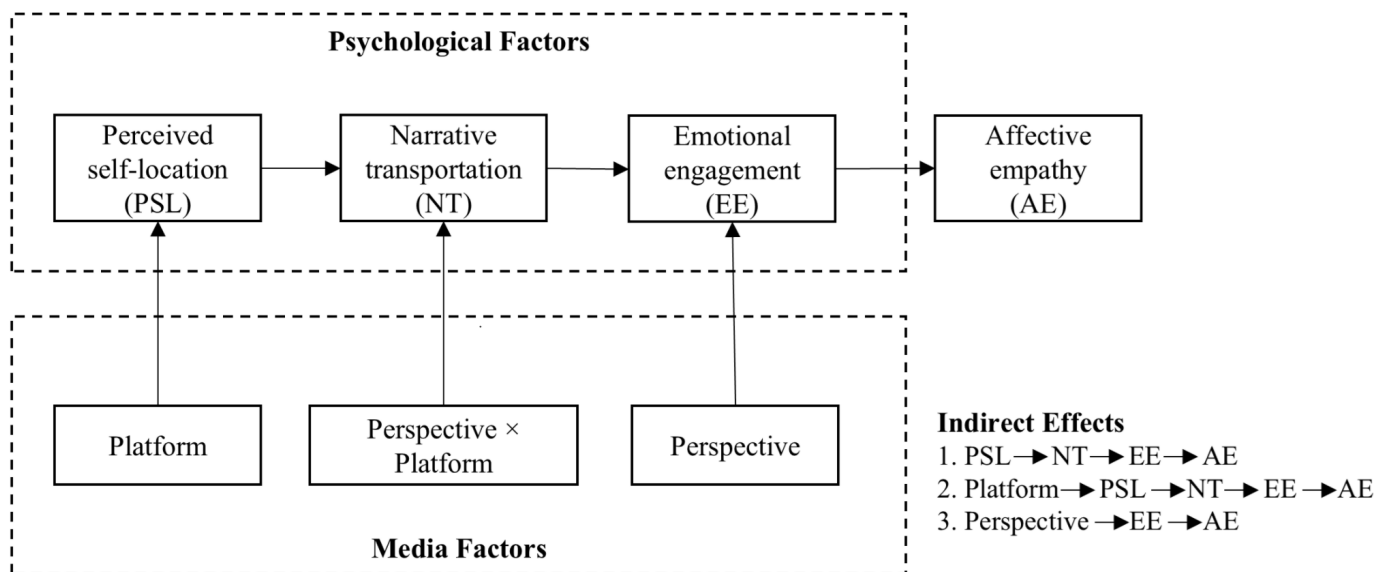 Psychological Factors
Perceived
self-location
(PSL)
Narrative
transportation
(NT)
Emotional
engagement
(EE)
Affective
empathy
(AE)
Platform
Perspective ×
Platform
Perspective
Media Factors
Indirect Effects
1. PSL→NT→EE→AE
2. Platform→PSL→NT→EE→AE
3. Perspective→EE→AE